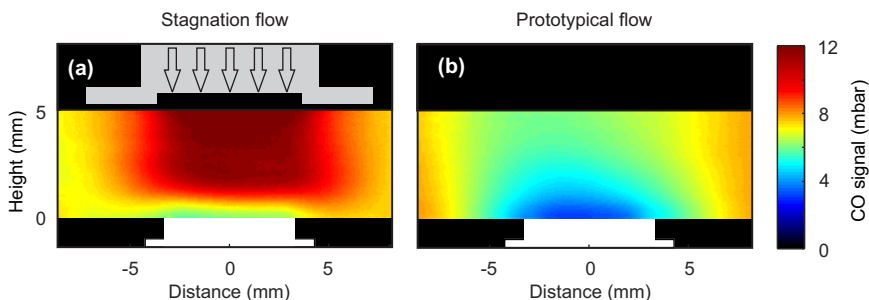 Stagnation flow
Prototypical flow
(a)
(b)
Height (mm)
5
0
-5 0 5
Distance (mm)
-5 0 5
Distance (mm)
12
8
4
0
CO signal (mbar)